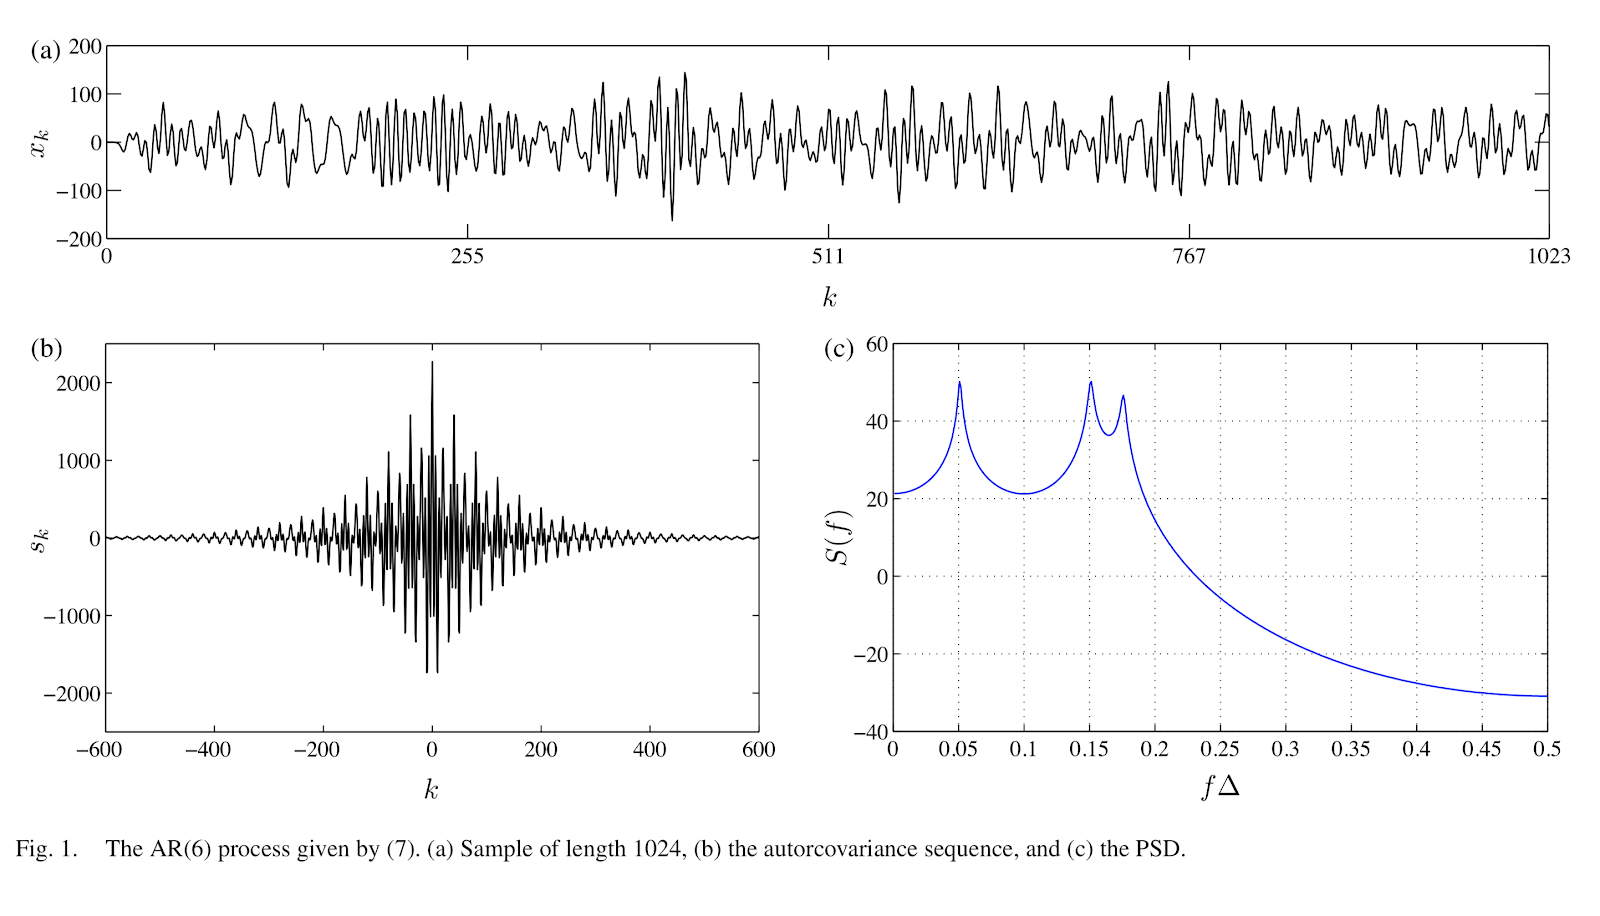 (a)
200
100
0
−100
−200
x_k
0 255 511 767 1023
k
(b)
2000
1000
0
−1000
−2000
s_k
−600 −400 −200 0 200 400 600
k
(c)
60
40
20
0
−20
−40
S(f)
0 0.05 0.1 0.15 0.2 0.25 0.3 0.35 0.4 0.45 0.5
fΔ
Fig. 1. The AR(6) process given by (7). (a) Sample of length 1024, (b) the autorcovariance sequence, and (c) the PSD.